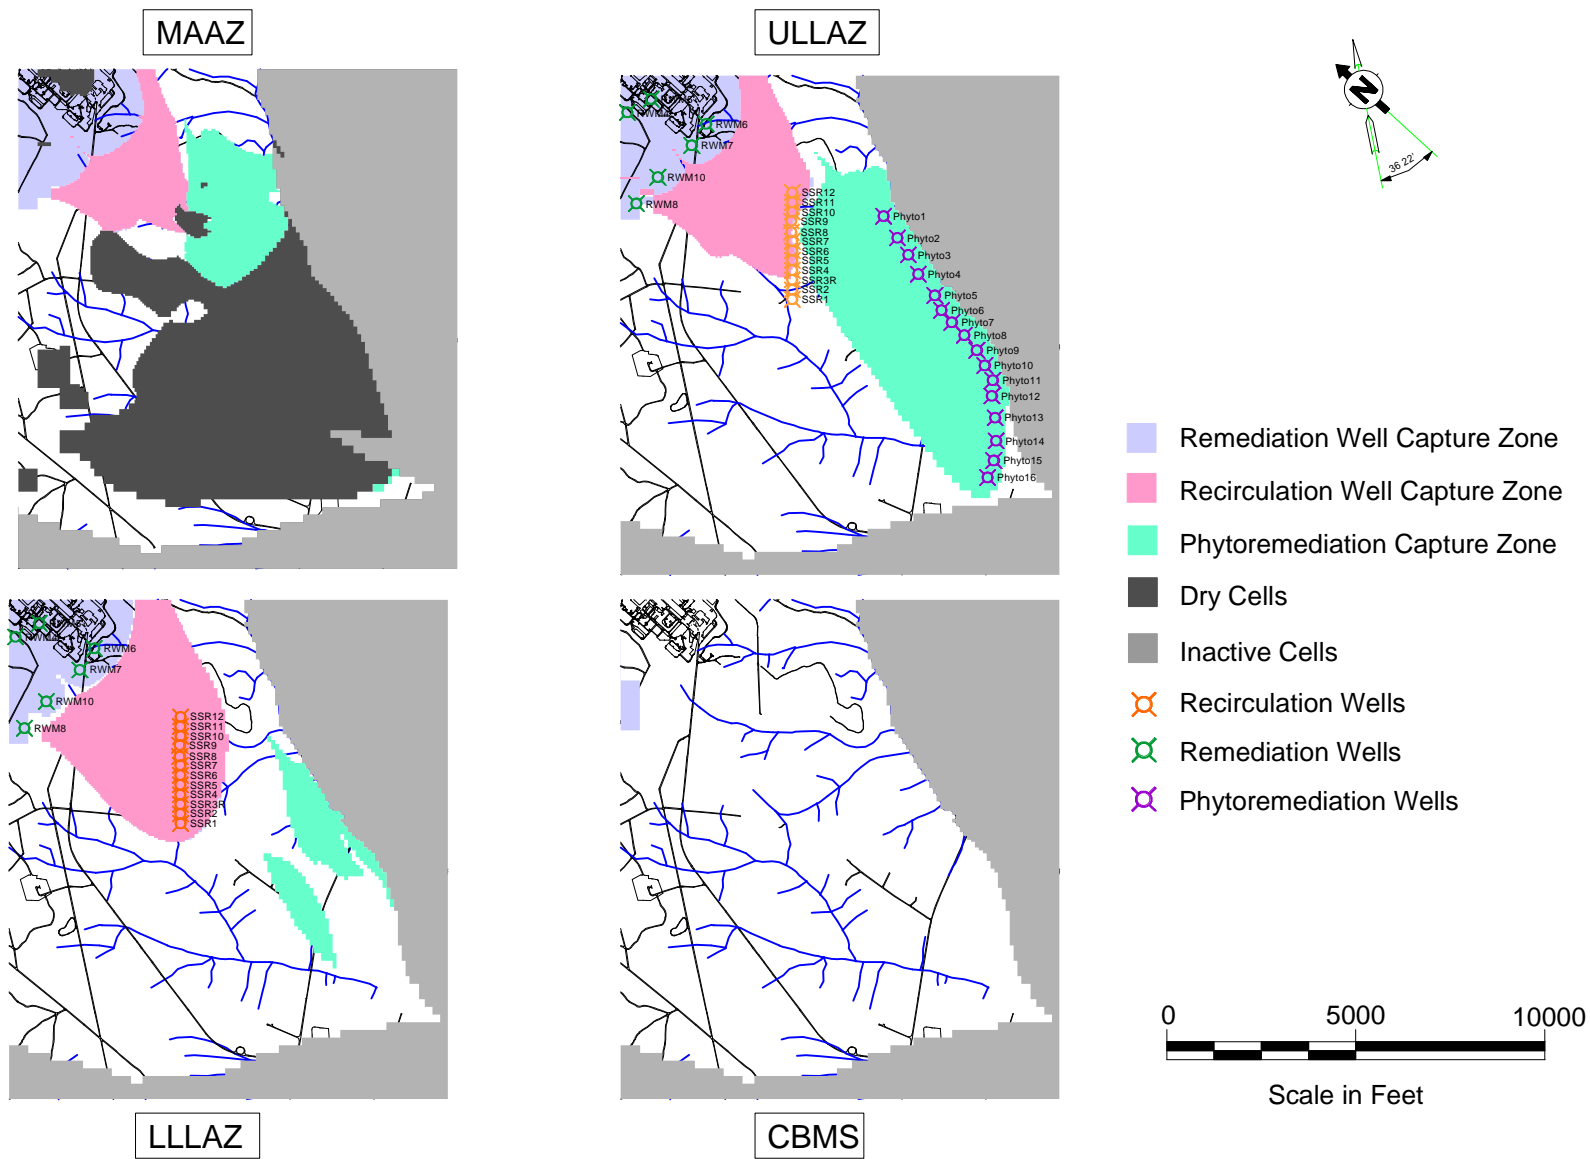 MAAZ
ULLAZ
N
36 22'
RWM6
RWM7
RWM10
RWM8
SSR12
SSR11
SSR10
SSR9
SSR8
SSR7
SSR6
SSR5
SSR4
SSR3R
SSR2
SSR1
Phyto1
Phyto2
Phyto3
Phyto4
Phyto5
Phyto6
Phyto7
Phyto8
Phyto9
Phyto10
Phyto11
Phyto12
Phyto13
Phyto14
Phyto15
Phyto16
Remediation Well Capture Zone
Recirculation Well Capture Zone
Phytoremediation Capture Zone
Dry Cells
Inactive Cells
Recirculation Wells
Remediation Wells
Phytoremediation Wells
RWM6
RWM7
RWM10
RWM8
SSR12
SSR11
SSR10
SSR9
SSR8
SSR7
SSR6
SSR5
SSR4
SSR3R
SSR2
SSR1
0 5000 10000
Scale in Feet
LLLAZ
CBMS